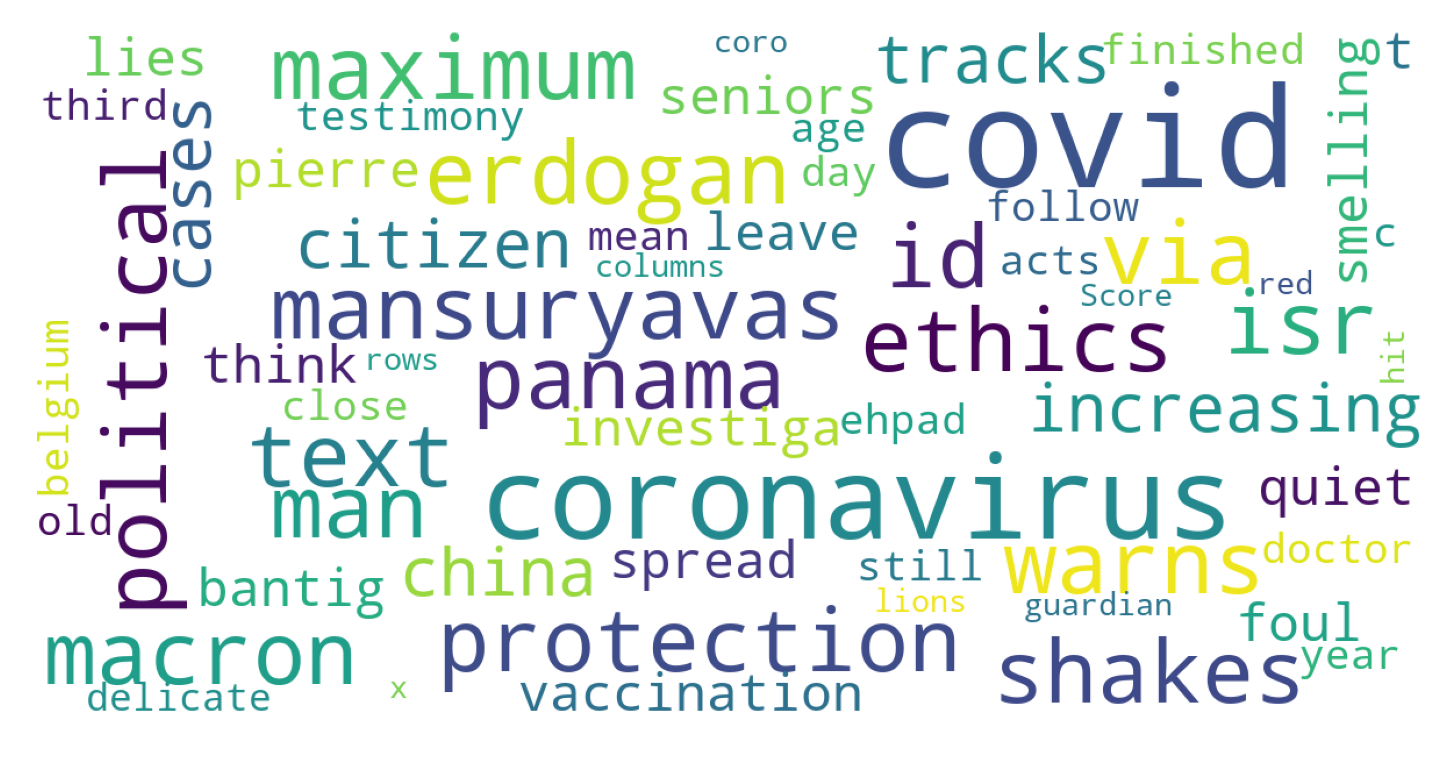 coro
lies
maximum
tracks
finished
smelling
t
third
cases
testimony
seniors
age
covid
political
pierre
erdogan
day
follow
citizen
mean
leave
id
acts
via
c
columns
mansuryavas
Score
red
ethics
isr
belgium
think
rows
panama
hit
close
investiga
ehpad
increasing
text
man
coronavirus
quiet
old
bantig
china
spread
still
warns
doctor
lions
guardian
macron
protection
shakes
foul
year
delicate
x
vaccination